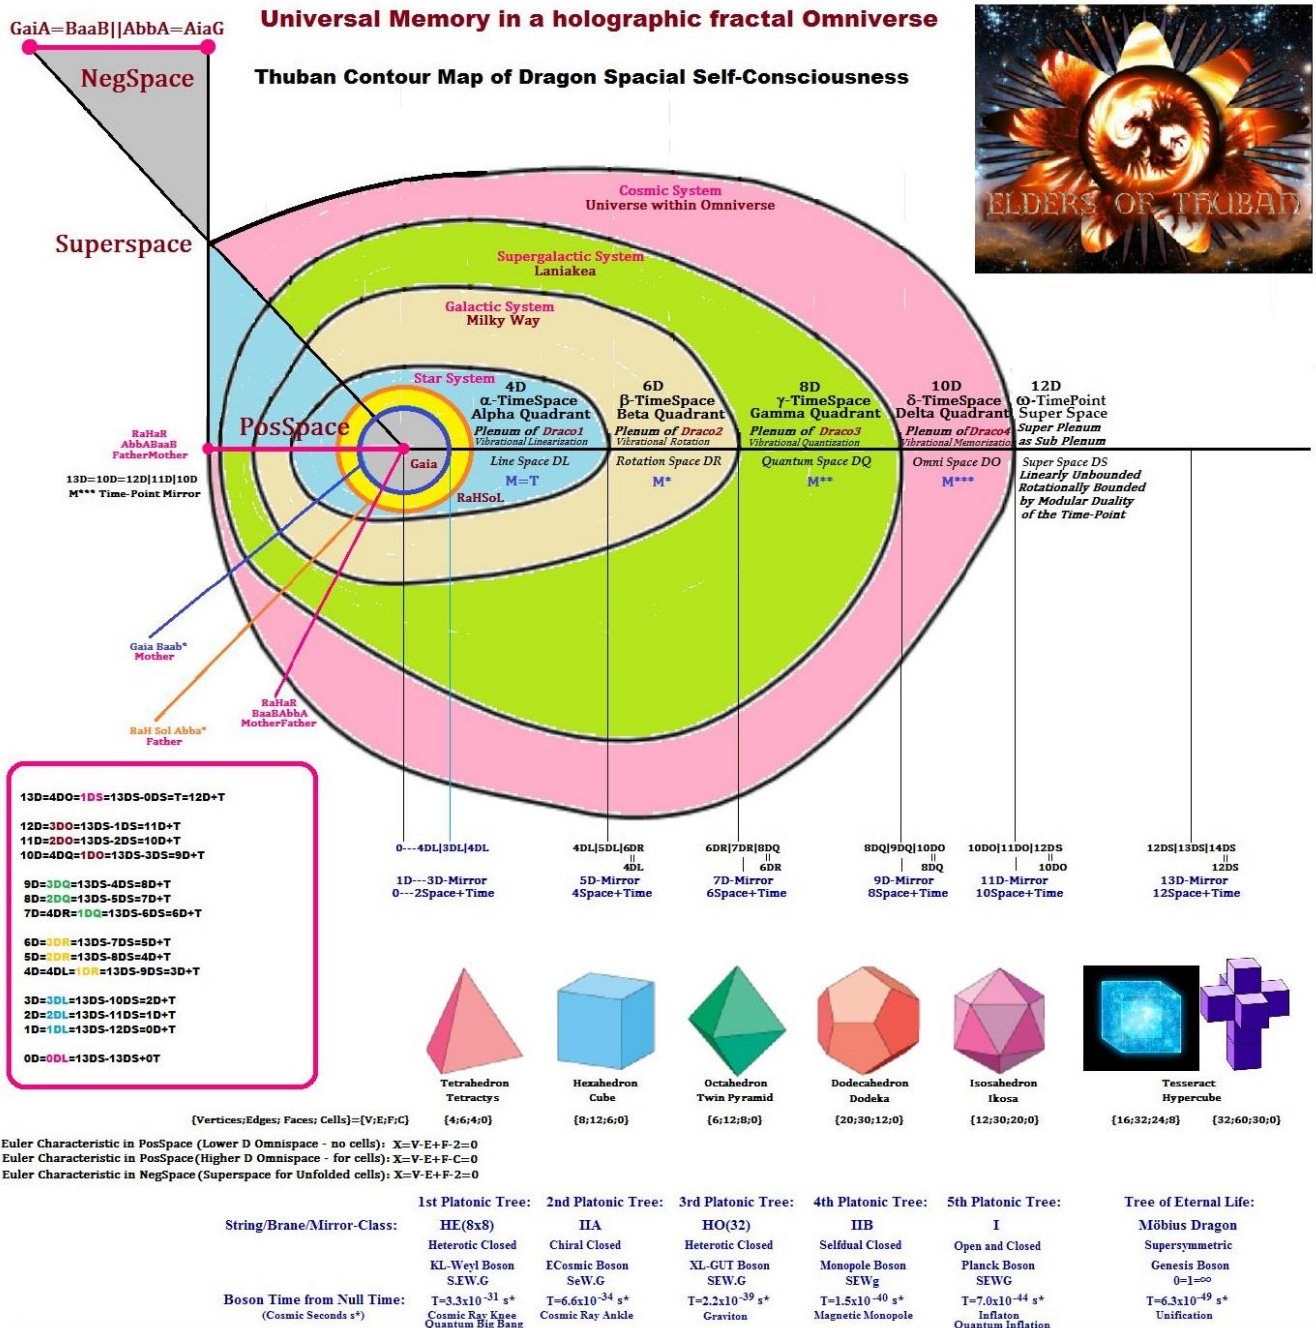 GaiA=BaaB||AbbA=AiaG
Universal Memory in a holographic fractal Omniverse
Thuban Contour Map of Dragon Spacial Self-Consciousness
ELDERS OF THUBAN
NegSpace
Superspace
Cosmic System
Universe within Omniverse
Supergalactic System
Laniakea
Galactic System
Milky Way
Star System
4D
α-TimeSpace
Alpha Quadrant
Plenum of Draco1
Vibrational Linearization
Line Space DL
M=T
6D
β-TimeSpace
Beta Quadrant
Plenum of Draco2
Vibrational Rotation
Rotation Space DR
M*
8D
γ-TimeSpace
Gamma Quadrant
Plenum of Draco3
Vibrational Quantization
Quantum Space DQ
M**
10D
δ-TimeSpace
Delta Quadrant
Plenum of Draco4
Vibrational Memorization
Omni Space DO
M***
12D
ω-TimePoint
Super Space
Super Plenum
as Sub Plenum
Super Space DS
Linearly Unbounded
Rotationally Bounded
by Modular Duality
of the Time-Point
PosSpace
Gaia
RaHSoL
RaHaR
AbbABaaB
FatherMother
13D=10D=12D|11D|10D
M*** Time-Point Mirror
Gaia Baab*
Mother
RaH Sol Abba*
Father
RaHaR
BaaBAbbA
MotherFather
13D=4DO=1DS=13DS-0DS=T=12D+T
12D=3DO=13DS-1DS=11D+T
11D=2DO=13DS-2DS=10D+T
10D=4DQ=1DO=13DS-3DS=9D+T
9D=3DQ=13DS-4DS=8D+T
8D=2DQ=13DS-5DS=7D+T
7D=4DR=1DQ=13DS-6DS=6D+T
6D=3DR=13DS-7DS=5D+T
5D=2DR=13DS-8DS=4D+T
4D=4DL=1DR=13DS-9DS=3D+T
3D=3DL=13DS-10DS=2D+T
2D=2DL=13DS-11DS=1D+T
1D=1DL=13DS-12DS=0D+T
0D=0DL=13DS-13DS+0T
0---4DL|3DL|4DL
1D---3D-Mirror
0---2Space+Time
4DL|5DL|6DR
4DL
5D-Mirror
4Space+Time
6DR|7DR|8DQ
6DR
7D-Mirror
6Space+Time
8DQ|9DQ|10DO
8DQ
9D-Mirror
8Space+Time
10DO|11DO|12DS
10DO
11D-Mirror
10Space+Time
12DS|13DS|14DS
12DS
13D-Mirror
12Space+Time
Tetrahedron
Tetractys
Hexahedron
Cube
Octahedron
Twin Pyramid
Dodecahedron
Dodeka
Isosahedron
Ikosa
Tesseract
Hypercube
{Vertices;Edges; Faces; Cells}={V;E;F;C} {4;6;4;0} {8;12;6;0} {6;12;8;0} {20;30;12;0} {12;30;20;0} {16;32;24;8} {32;60;30;0}
Euler Characteristic in PosSpace (Lower D Omnispace - no cells): X=V-E+F-2=0
Euler Characteristic in PosSpace (Higher D Omnispace - for cells): X=V-E+F-C=0
Euler Characteristic in NegSpace (Superspace for Unfolded cells): X=V-E+F-2=0
1st Platonic Tree: 2nd Platonic Tree: 3rd Platonic Tree: 4th Platonic Tree: 5th Platonic Tree: Tree of Eternal Life:
String/Brane/Mirror-Class: HE(8x8) IIA HO(32) IIB I Möbius Dragon
Heterotic Closed Chiral Closed Heterotic Closed Selfdual Closed Open and Closed Supersymmetric
KL-Weyl Boson ECosmic Boson XL-GUT Boson Monopole Boson Planck Boson Genesis Boson
S.EW.G SeW.G SEW.G SEWg SEWG 0=1=∞
Boson Time from Null Time: T=3.3x10⁻³¹ s* T=6.6x10⁻³⁴ s* T=2.2x10⁻³⁹ s* T=1.5x10⁻⁴⁰ s* T=7.0x10⁻⁴⁴ s* T=6.3x10⁻⁴⁹ s*
(Cosmic Seconds s*) Cosmic Ray Knee Cosmic Ray Ankle Graviton Magnetic Monopole Inflaton Unification
Quantum Big Bang Quantum Inflation